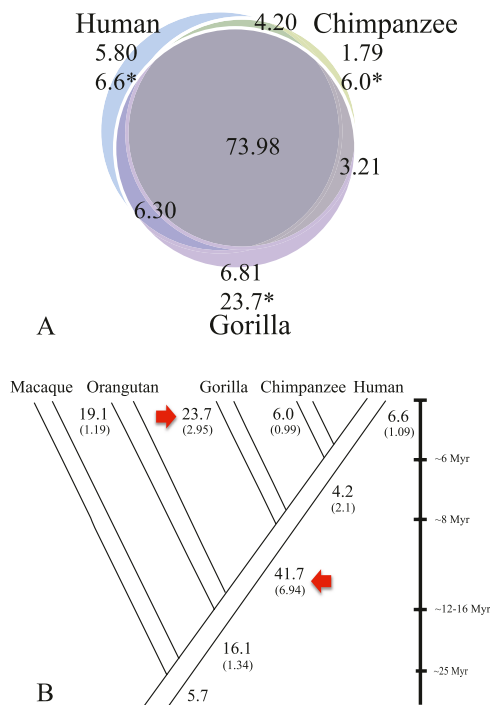 Human
Chimpanzee
5.80
4.20
1.79
6.6*
6.0*
73.98
3.21
6.30
6.81
23.7*
A
Gorilla
Macaque Orangutan Gorilla Chimpanzee Human
19.1
(1.19)
23.7
(2.95)
6.0
(0.99)
6.6
(1.09)
~6 Myr
4.2
(2.1)
~8 Myr
41.7
(6.94)
~12-16 Myr
16.1
(1.34)
~25 Myr
5.7
B